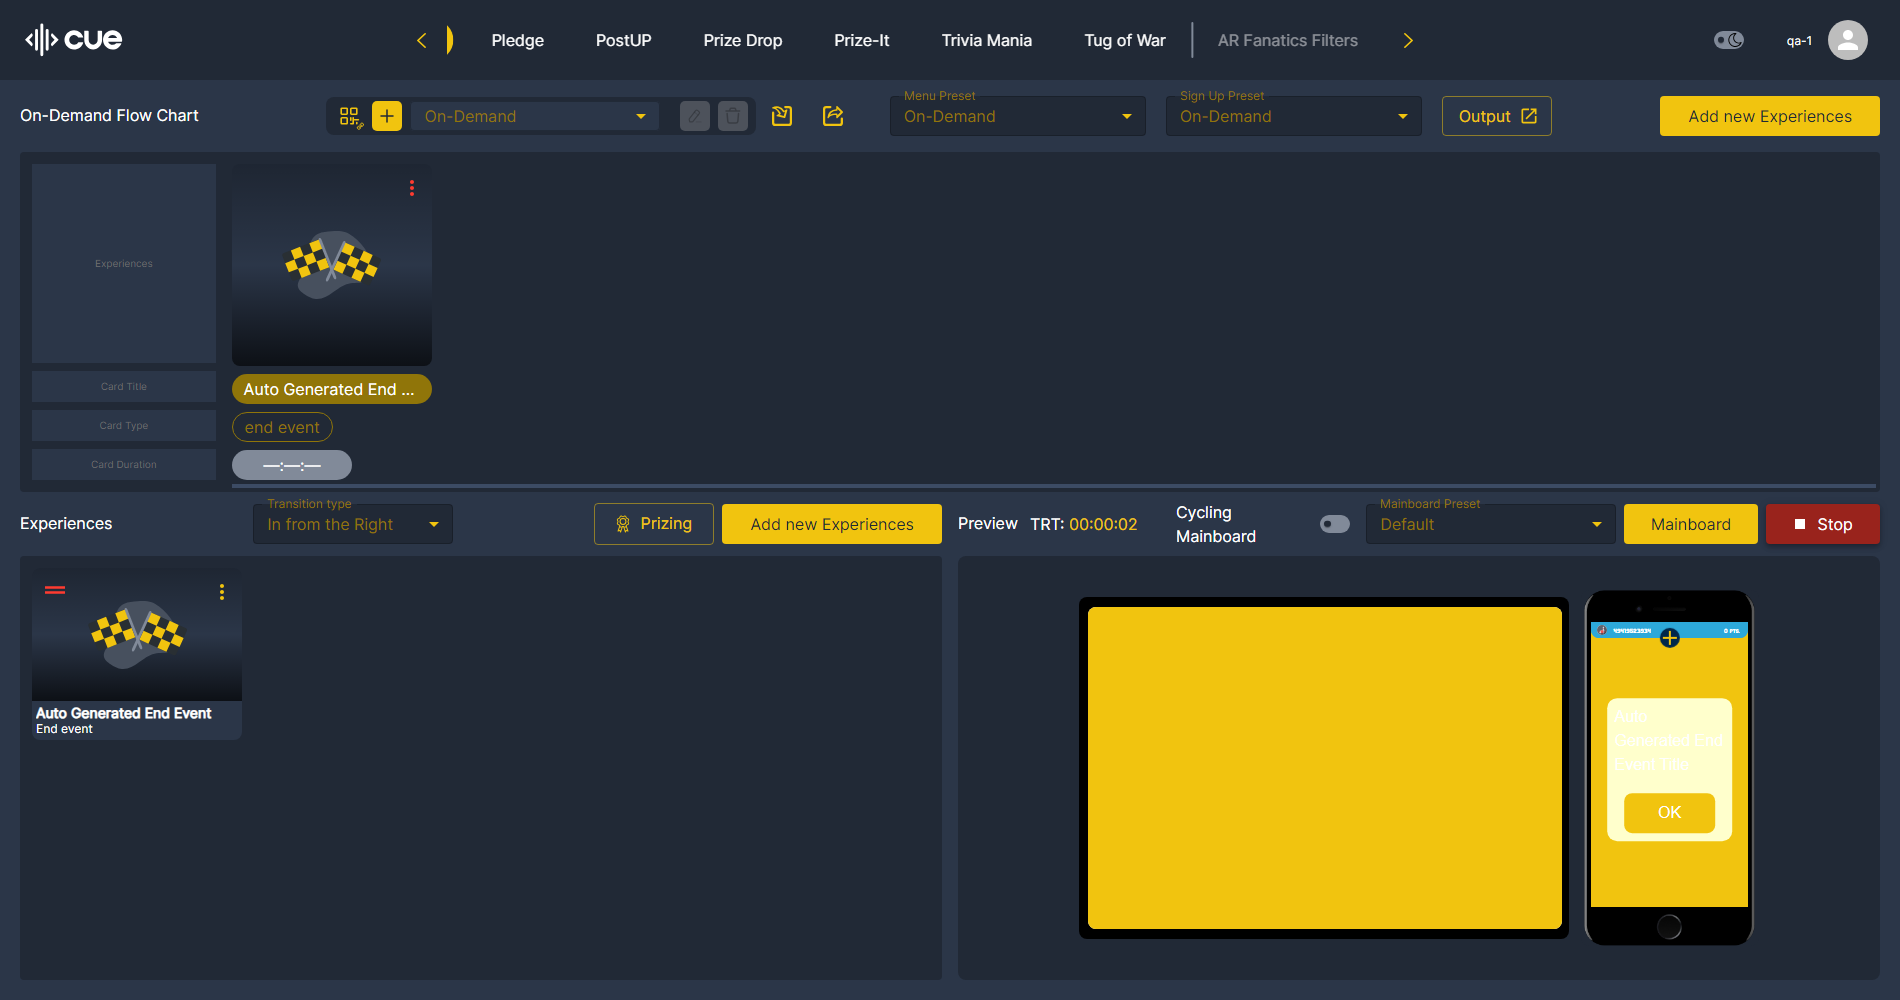 cue
Pledge
PostUP
Prize Drop
Prize-It
Trivia Mania
Tug of War
AR Fanatics Filters
qa-1
On-Demand Flow Chart
On-Demand
Menu Preset
On-Demand
Sign Up Preset
On-Demand
Output
Add new Experiences
Experiences
Card Title
Card Type
Card Duration
Auto Generated End ...
end event
—:—:—
Experiences
Transition type
In from the Right
Prizing
Add new Experiences
Preview
TRT: 00:00:02
Cycling
Mainboard
Mainboard Preset
Default
Mainboard
Stop
Auto Generated End Event
End event
0 PTS.
Auto
Generated End
Event Title
OK